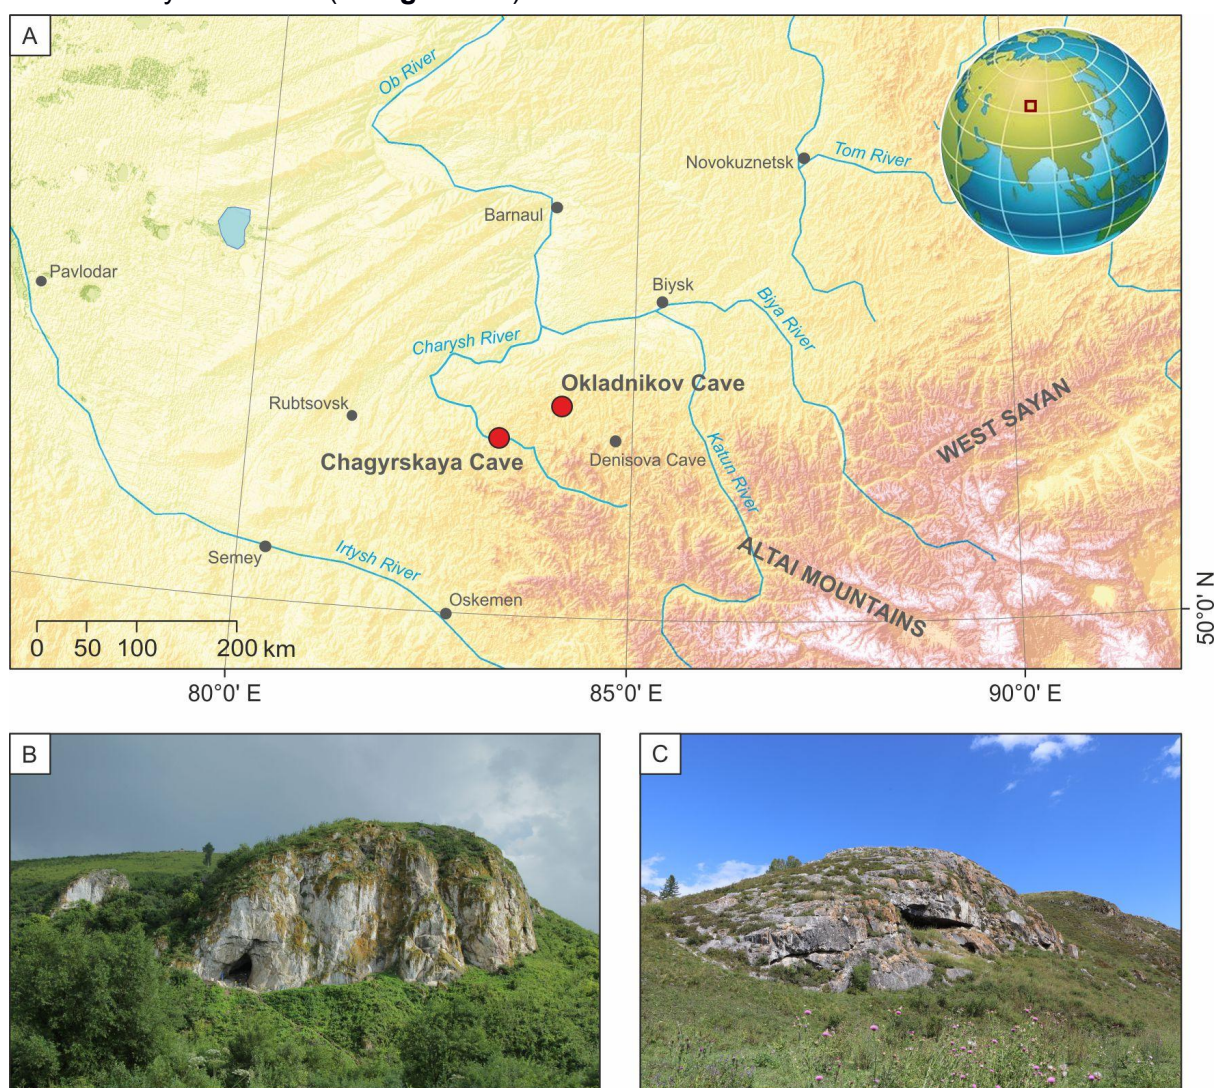 A
Ob River
Novokuznetsk
Tom River
Barnaul
Pavlodar
Biysk
Biya River
Charysh River
Okladnikov Cave
Rubtsovsk
WEST SAYAN
Chagyrskaya Cave
Denisova Cave
Katun River
Semey
Irtysh River
ALTAI MOUNTAINS
Oskemen
50°0' N
0 50 100 200 km
80°0' E 85°0' E 90°0' E
B
C